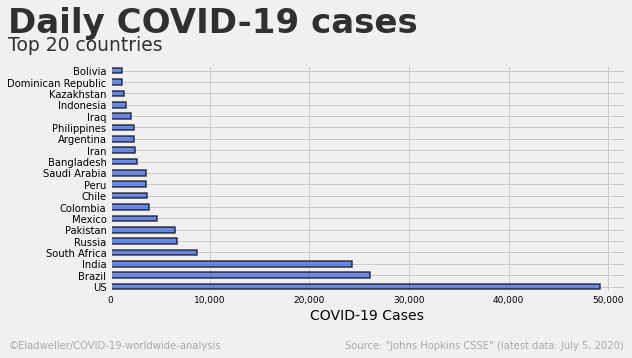 Daily COVID-19 cases
Top 20 countries
Bolivia
Dominican Republic
Kazakhstan
Indonesia
Iraq
Philippines
Argentina
Iran
Bangladesh
Saudi Arabia
Peru
Chile
Colombia
Mexico
Pakistan
Russia
South Africa
India
Brazil
US
0 10,000 20,000 30,000 40,000 50,000
COVID-19 Cases
©Eladweller/COVID-19-worldwide-analysis Source: "Johns Hopkins CSSE" (latest data: July 5, 2020)